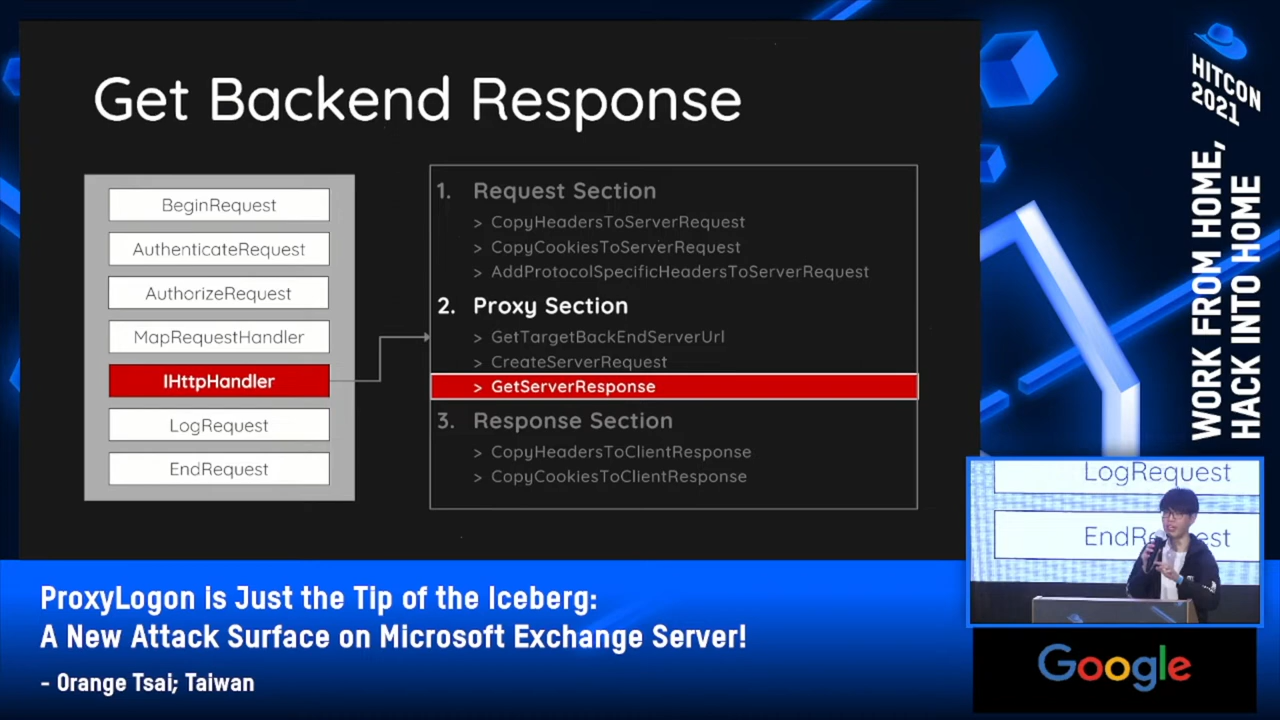 Get Backend Response
BeginRequest
AuthenticateRequest
AuthorizeRequest
MapRequestHandler
IHttpHandler
LogRequest
EndRequest
1. Request Section
> CopyHeadersToServerRequest
> CopyCookiesToServerRequest
> AddProtocolSpecificHeadersToServerRequest
2. Proxy Section
> GetTargetBackEndServerUrl
> CreateServerRequest
> GetServerResponse
3. Response Section
> CopyHeadersToClientResponse
> CopyCookiesToClientResponse
HITCON
2021
WORK FROM HOME,
HACK INTO HOME
LogRequest
EndRequest
ProxyLogon is Just the Tip of the Iceberg:
A New Attack Surface on Microsoft Exchange Server!
- Orange Tsai; Taiwan
Google